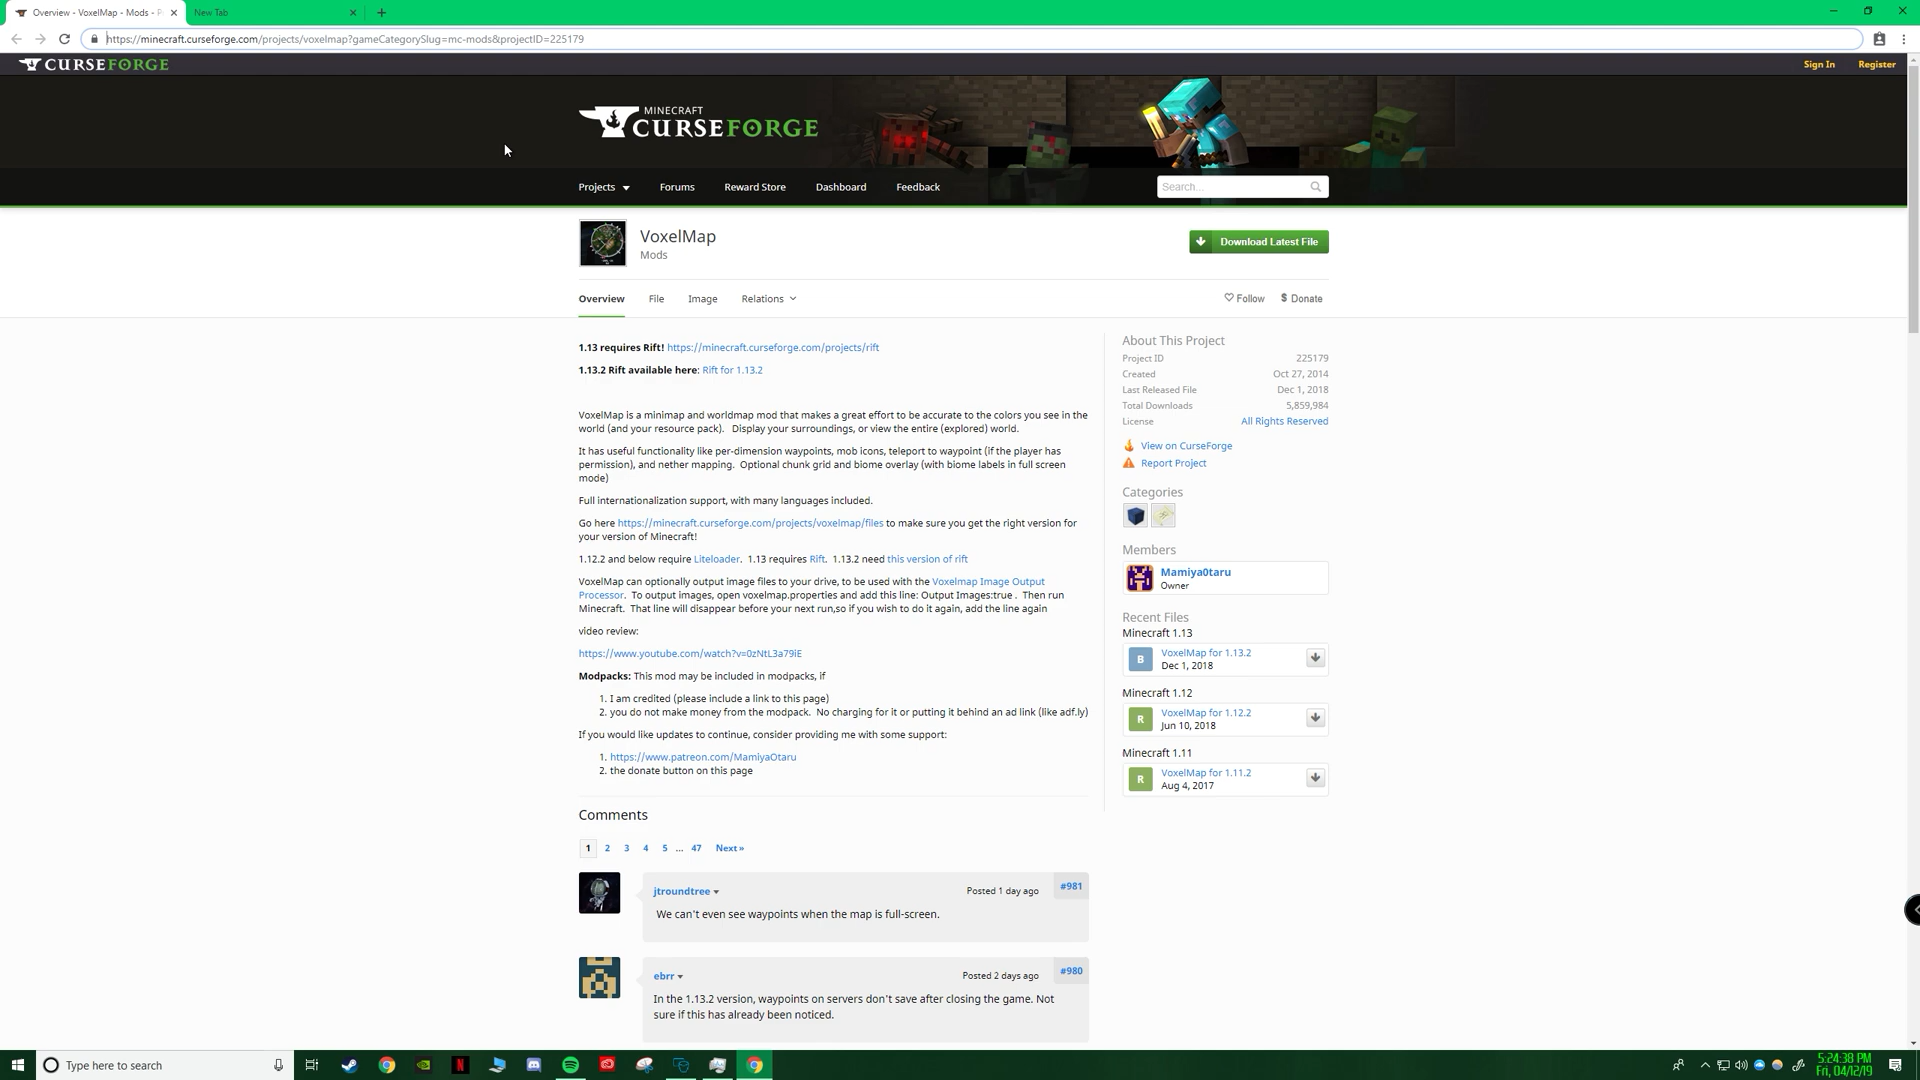 Overview - VoxelMap - Mods - P
New Tab
https://minecraft.curseforge.com/projects/voxelmap?gameCategorySlug=mc-mods&projectID=225179
CURSEFORGE
Sign In
Register
MINECRAFT
CURSEFORGE
Projects
Forums
Reward Store
Dashboard
Feedback
Search...
VoxelMap
Mods
Download Latest File
Overview
File
Image
Relations
Follow
$ Donate
1.13 requires Rift! https://minecraft.curseforge.com/projects/rift
1.13.2 Rift available here: Rift for 1.13.2
VoxelMap is a minimap and worldmap mod that makes a great effort to be accurate to the colors you see in the
world (and your resource pack).   Display your surroundings, or view the entire (explored) world.
It has useful functionality like per-dimension waypoints, mob icons, teleport to waypoint (if the player has
permission), and nether mapping.  Optional chunk grid and biome overlay (with biome labels in full screen
mode)
Full internationalization support, with many languages included.
Go here https://minecraft.curseforge.com/projects/voxelmap/files to make sure you get the right version for
your version of Minecraft!
1.12.2 and below require Liteloader.  1.13 requires Rift.  1.13.2 need this version of rift
VoxelMap can optionally output image files to your drive, to be used with the Voxelmap Image Output
Processor.  To output images, open voxelmap.properties and add this line: Output Images:true .  Then run
Minecraft.  That line will disappear before your next run,so if you wish to do it again, add the line again
video review:
https://www.youtube.com/watch?v=0zNtL3a79iE
Modpacks: This mod may be included in modpacks, if
1. I am credited (please include a link to this page)
2. you do not make money from the modpack.  No charging for it or putting it behind an ad link (like adf.ly)
If you would like updates to continue, consider providing me with some support:
1. https://www.patreon.com/MamiyaOtaru
2. the donate button on this page
About This Project
Project ID 225179
Created Oct 27, 2014
Last Released File Dec 1, 2018
Total Downloads 5,859,984
License All Rights Reserved
View on CurseForge
Report Project
Categories
Members
Mamiya0taru
Owner
Recent Files
Minecraft 1.13
B
VoxelMap for 1.13.2
Dec 1, 2018
Minecraft 1.12
R
VoxelMap for 1.12.2
Jun 10, 2018
Minecraft 1.11
R
VoxelMap for 1.11.2
Aug 4, 2017
Comments
1 2 3 4 5 ... 47 Next »
jtroundtree
Posted 1 day ago
#981
We can't even see waypoints when the map is full-screen.
ebrr
Posted 2 days ago
#980
In the 1.13.2 version, waypoints on servers don't save after closing the game. Not
sure if this has already been noticed.
Type here to search
5:24:38 PM
Fri, 04/12/19